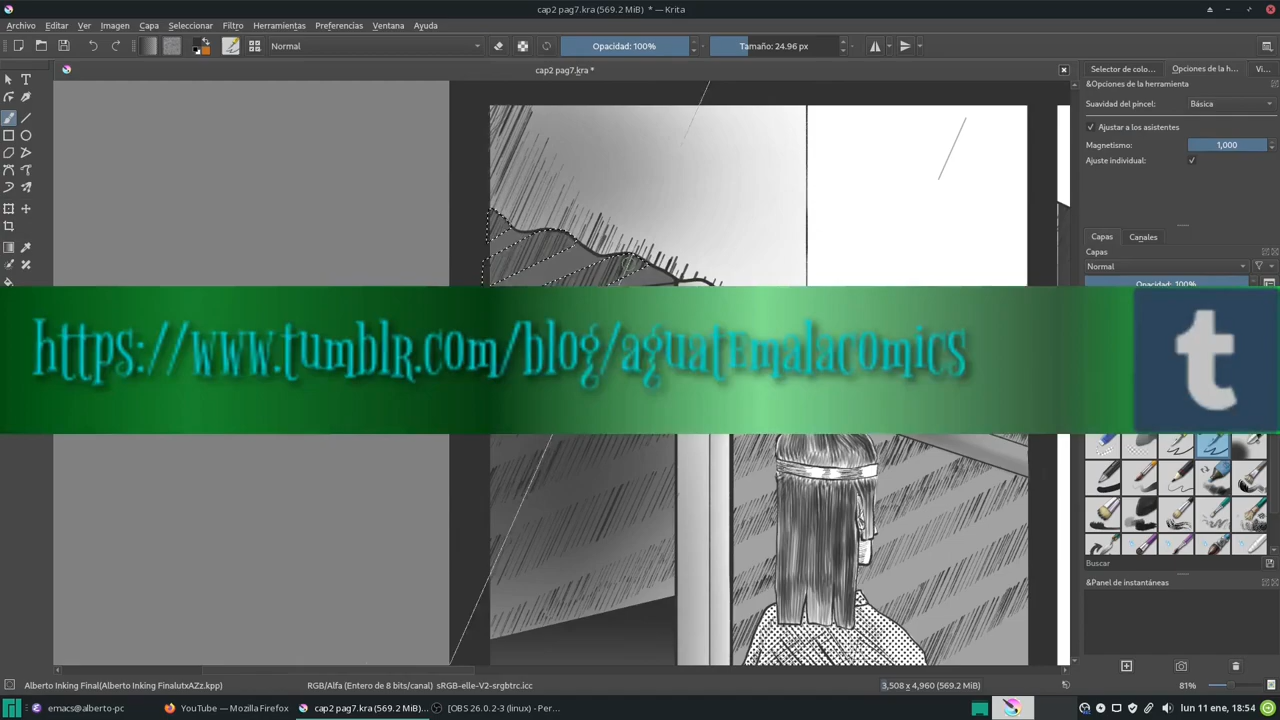 cap2 pag7.kra (569.2 MiB) * — Krita
Archivo Editar Ver Imagen Capa Seleccionar Filtro Herramientas Preferencias Ventana Ayuda
Normal Opacidad: 100% Tamaño: 24.96 px
cap2 pag7.kra *
Selector de colo... Opciones de la h... Vi...
&Opciones de la herramienta
Suavidad del pincel: Básica
Ajustar a los asistentes
Magnetismo: 1,000
Ajuste individual:
Capas Canales
Capas
Normal
Opacidad: 100%
https://www.tumblr.com/blog/aguatemalacomics
t
Buscar
&Panel de instantáneas
Alberto Inking Final(Alberto Inking FinalutxAZz.kpp) RGB/Alfa (Entero de 8 bits/canal) sRGB-elle-V2-srgbtrc.icc 3,508 x 4,960 (569.2 MiB) 81%
emacs@alberto-pc YouTube — Mozilla Firefox cap2 pag7.kra (569.2 MiB)... [OBS 26.0.2-3 (linux) - Per... lun 11 ene, 18:54